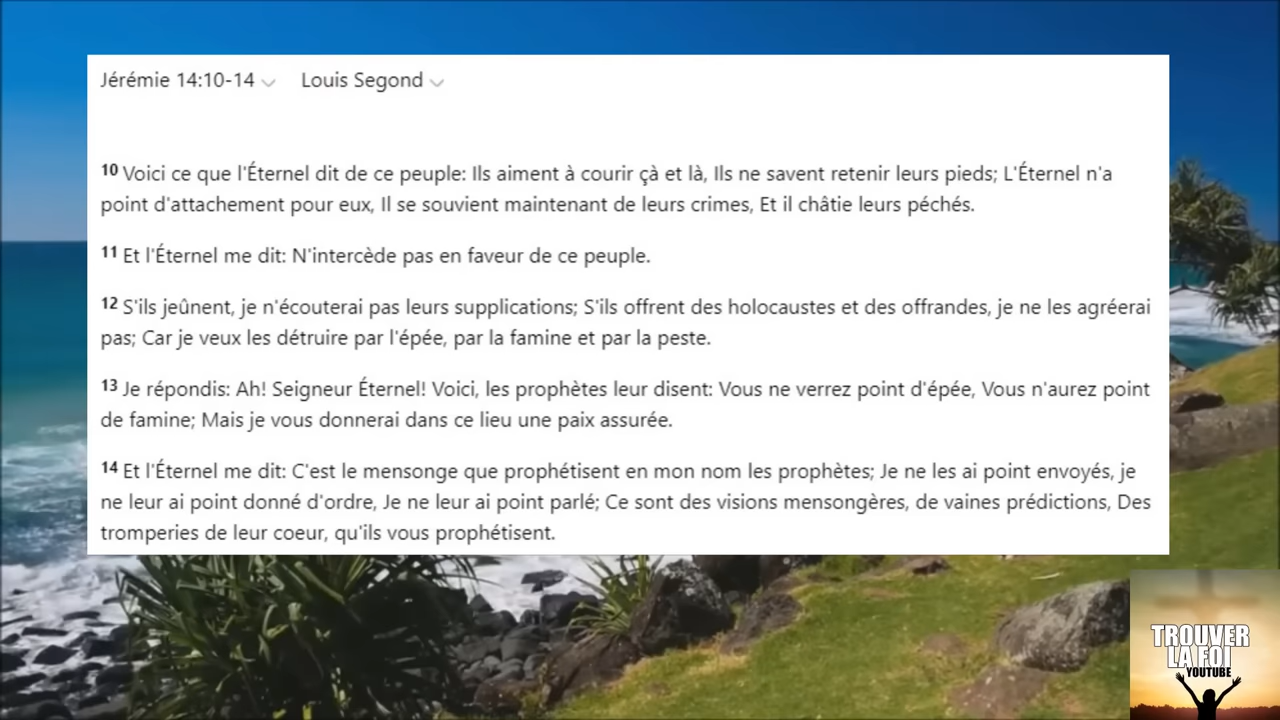 Jérémie 14:10-14 Louis Segond
10 Voici ce que l'Éternel dit de ce peuple: Ils aiment à courir çà et là, Ils ne savent retenir leurs pieds; L'Éternel n'a
point d'attachement pour eux, Il se souvient maintenant de leurs crimes, Et il châtie leurs péchés.
11 Et l'Éternel me dit: N'intercède pas en faveur de ce peuple.
12 S'ils jeûnent, je n'écouterai pas leurs supplications; S'ils offrent des holocaustes et des offrandes, je ne les agréerai
pas; Car je veux les détruire par l'épée, par la famine et par la peste.
13 Je répondis: Ah! Seigneur Éternel! Voici, les prophètes leur disent: Vous ne verrez point d'épée, Vous n'aurez point
de famine; Mais je vous donnerai dans ce lieu une paix assurée.
14 Et l'Éternel me dit: C'est le mensonge que prophétisent en mon nom les prophètes; Je ne les ai point envoyés, je
ne leur ai point donné d'ordre, Je ne leur ai point parlé; Ce sont des visions mensongères, de vaines prédictions, Des
tromperies de leur coeur, qu'ils vous prophétisent.
TROUVER
LA FOI
YOUTUBE